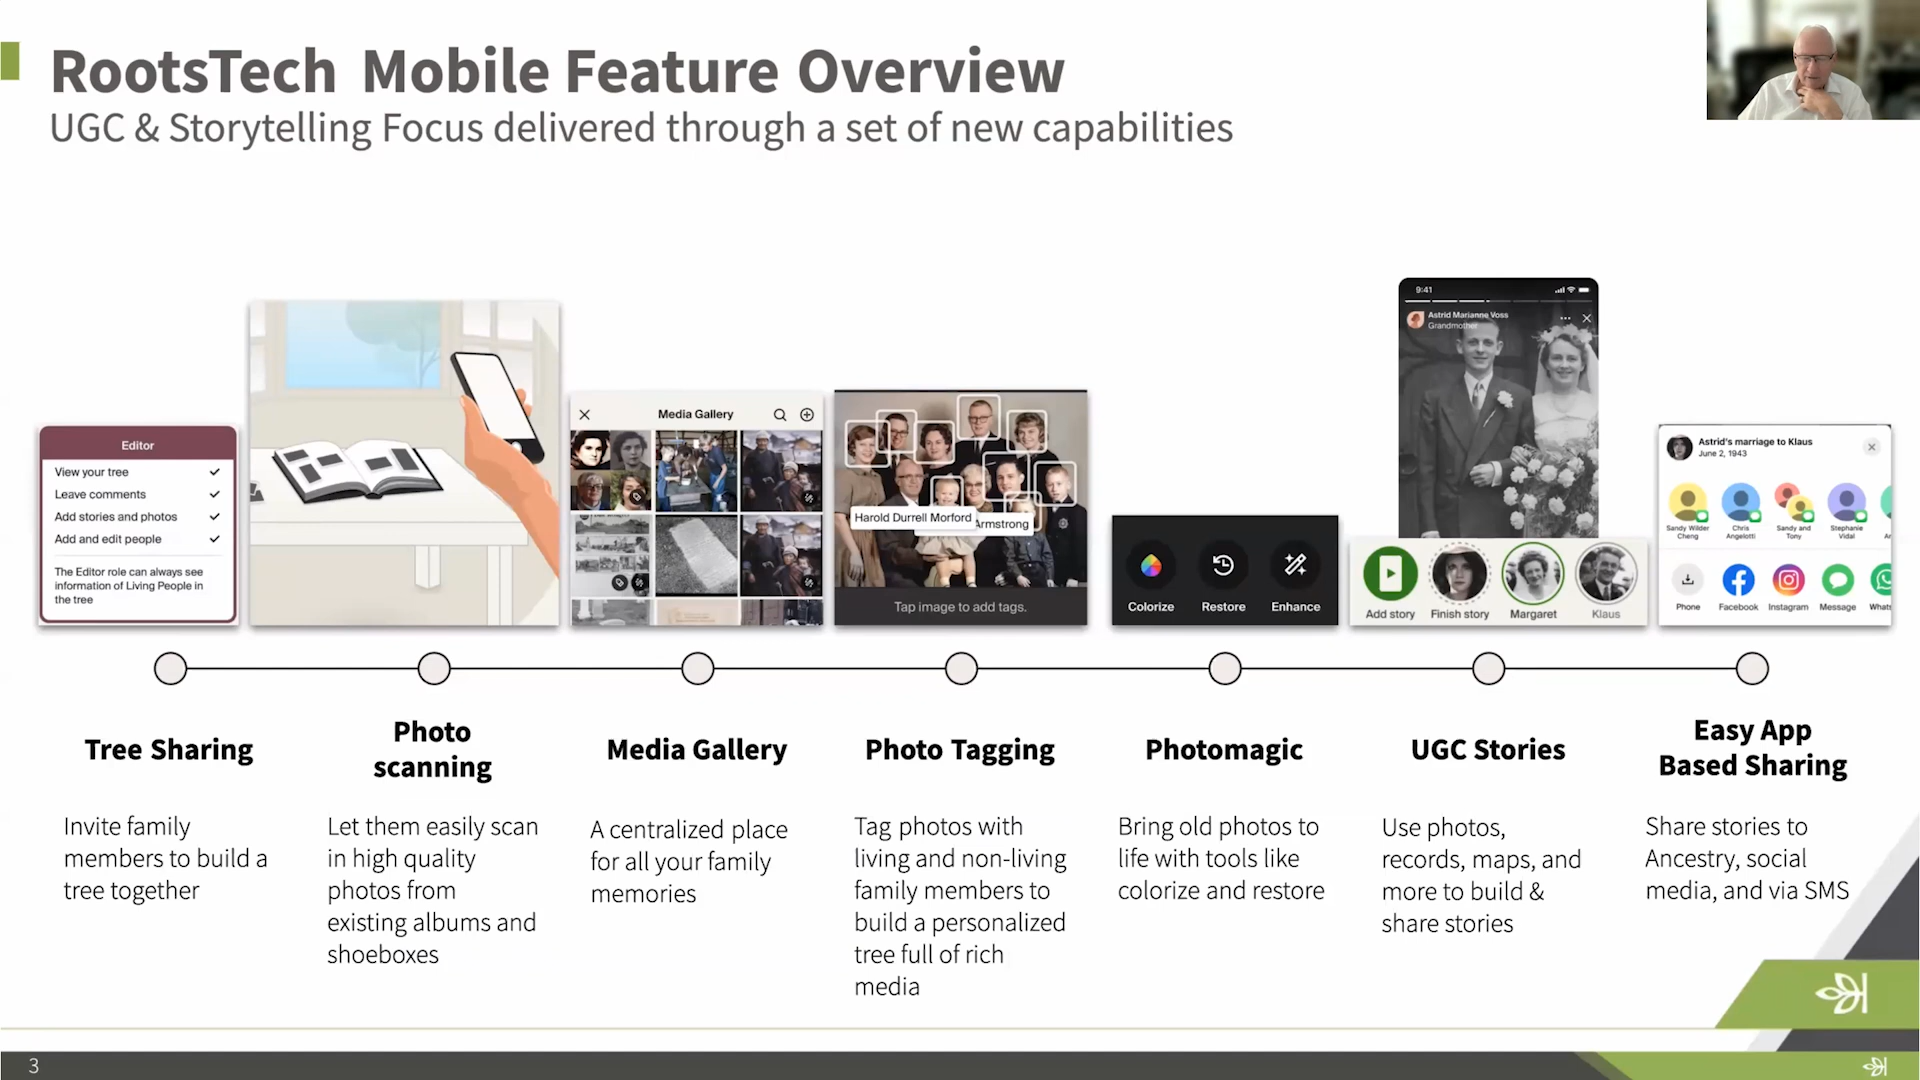 RootsTech Mobile Feature Overview
UGC & Storytelling Focus delivered through a set of new capabilities
Editor
View your tree
Leave comments
Add stories and photos
Add and edit people
The Editor role can always see
information of Living People in
the tree
Media Gallery
Harold Durrell Morford
Armstrong
Tap image to add tags.
Colorize
Restore
Enhance
9:41
Astrid Marianne Voss
Grandmother
Add story
Finish story
Margaret
Klaus
Astrid's marriage to Klaus
June 2, 1943
Sandy Wilder
Cheng
Chris
Angelotti
Sandy and
Tony
Stephanie
Vidal
Phone
Facebook
Instagram
Message
Whats
Tree Sharing
Invite family
members to build a
tree together
Photo
scanning
Let them easily scan
in high quality
photos from
existing albums and
shoeboxes
Media Gallery
A centralized place
for all your family
memories
Photo Tagging
Tag photos with
living and non-living
family members to
build a personalized
tree full of rich
media
Photomagic
Bring old photos to
life with tools like
colorize and restore
UGC Stories
Use photos,
records, maps, and
more to build &
share stories
Easy App
Based Sharing
Share stories to
Ancestry, social
media, and via SMS
3